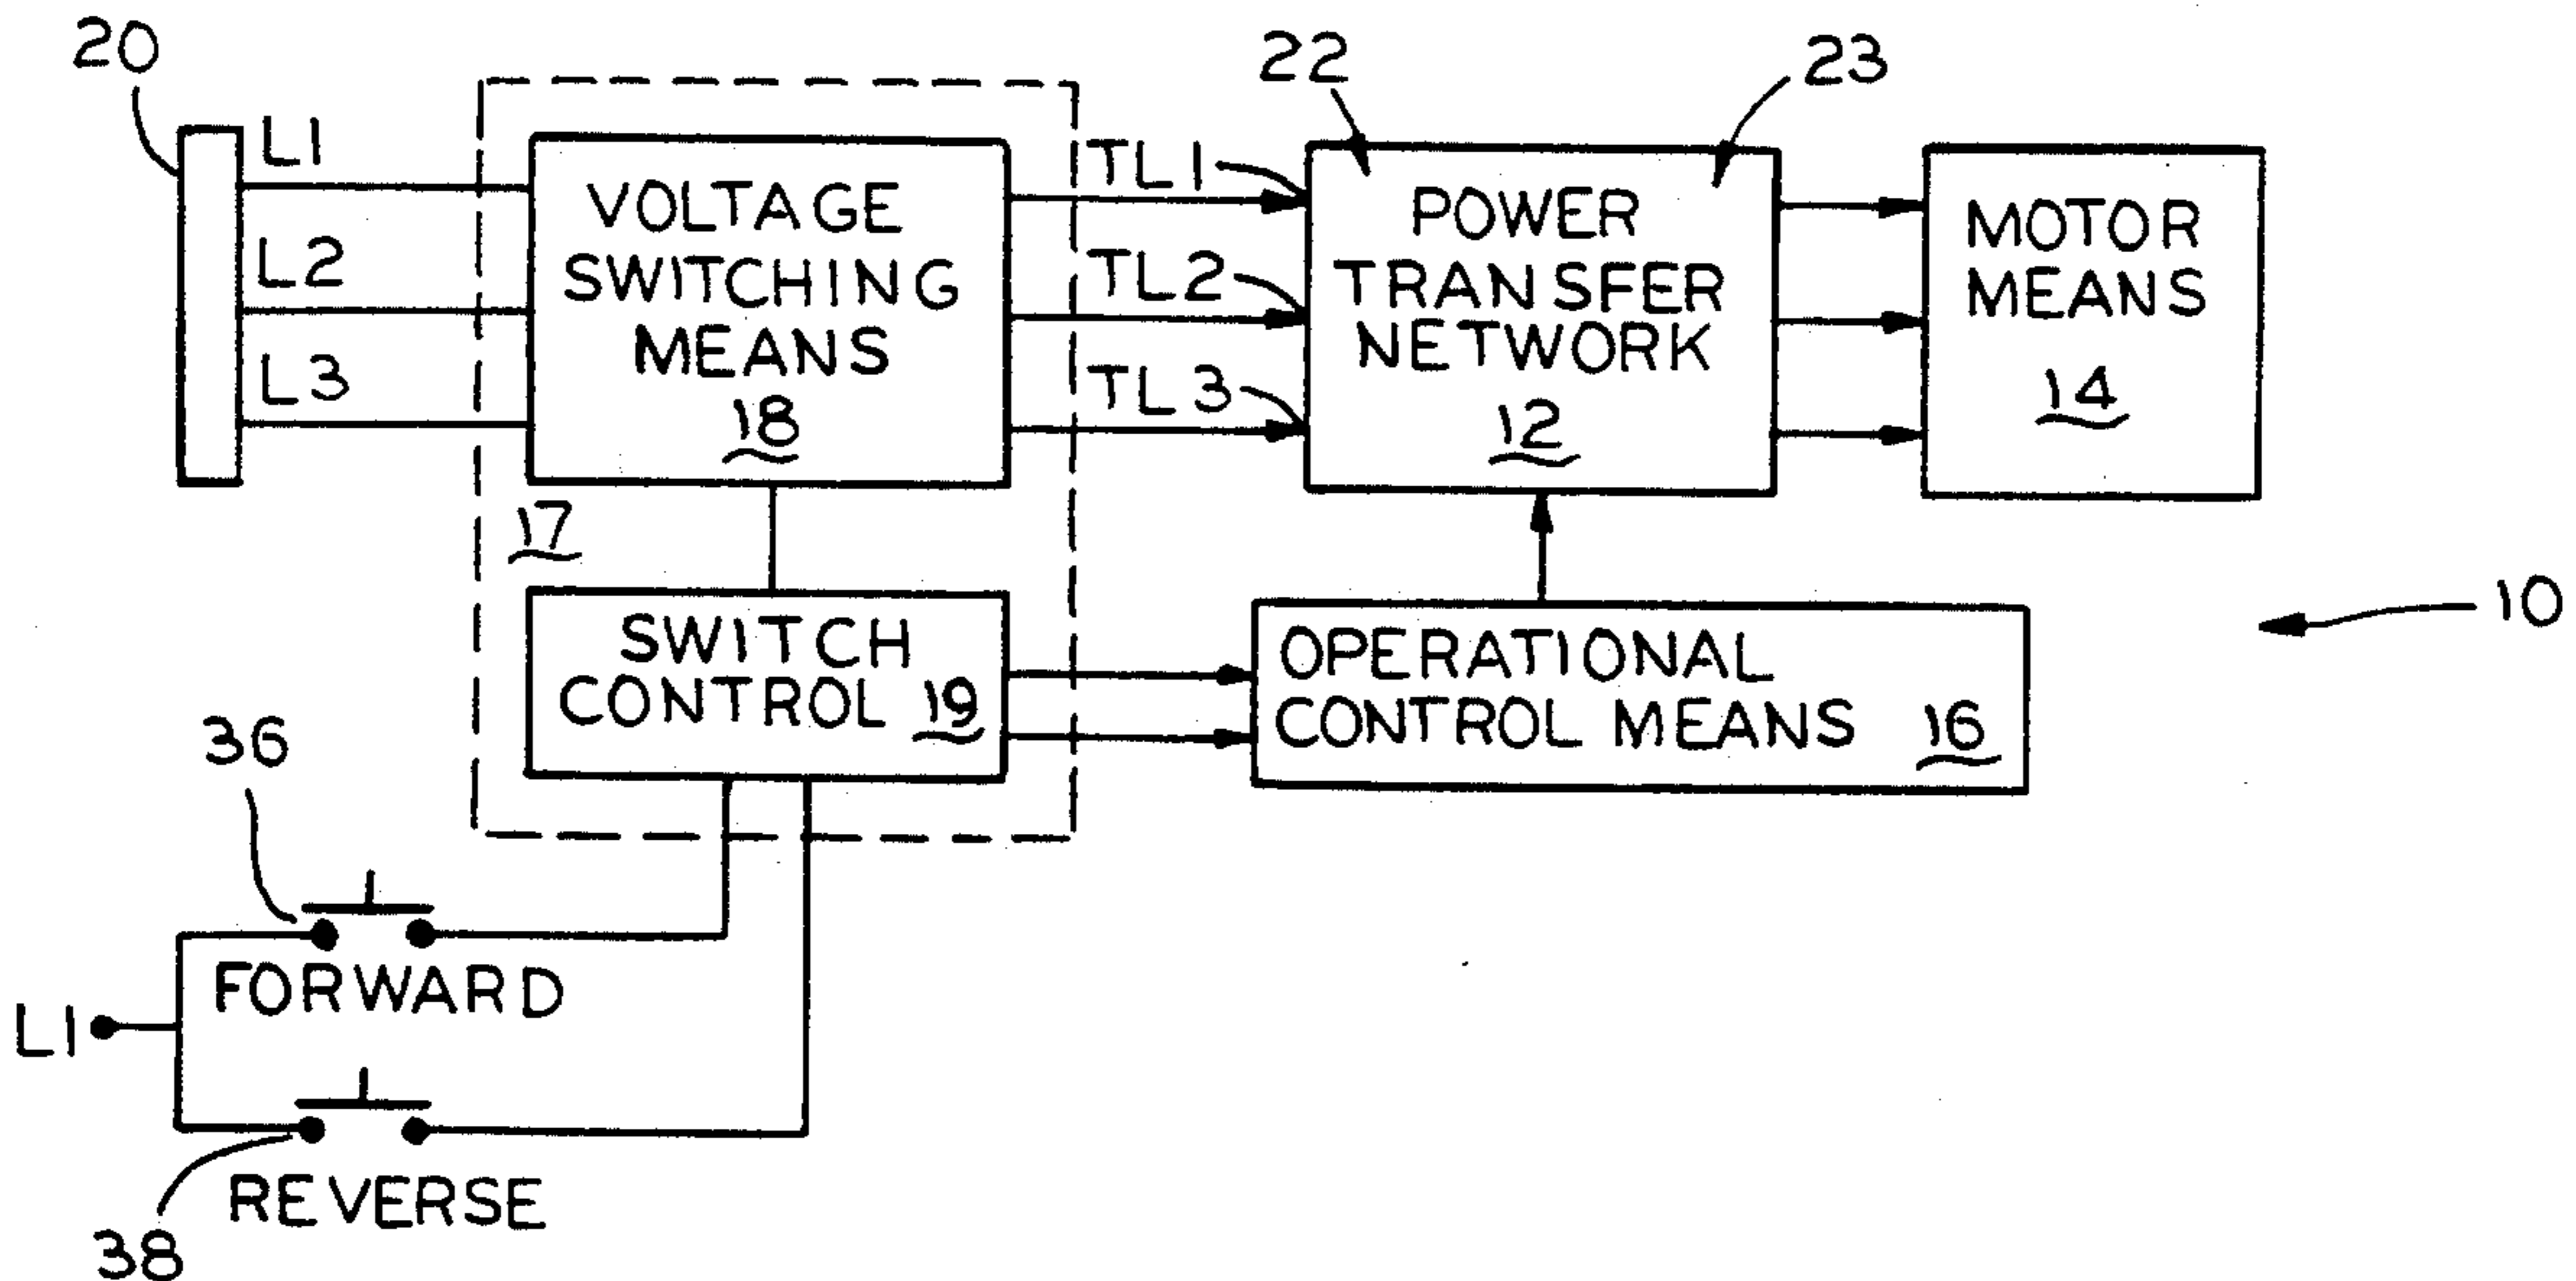 20
22
23
L1
L2
L3
VOLTAGE
SWITCHING
MEANS
18
TL1
TL2
TL3
POWER
TRANSFER
NETWORK
12
MOTOR
MEANS
14
17
SWITCH
CONTROL 19
OPERATIONAL
CONTROL MEANS 16
10
36
FORWARD
L1
REVERSE
38